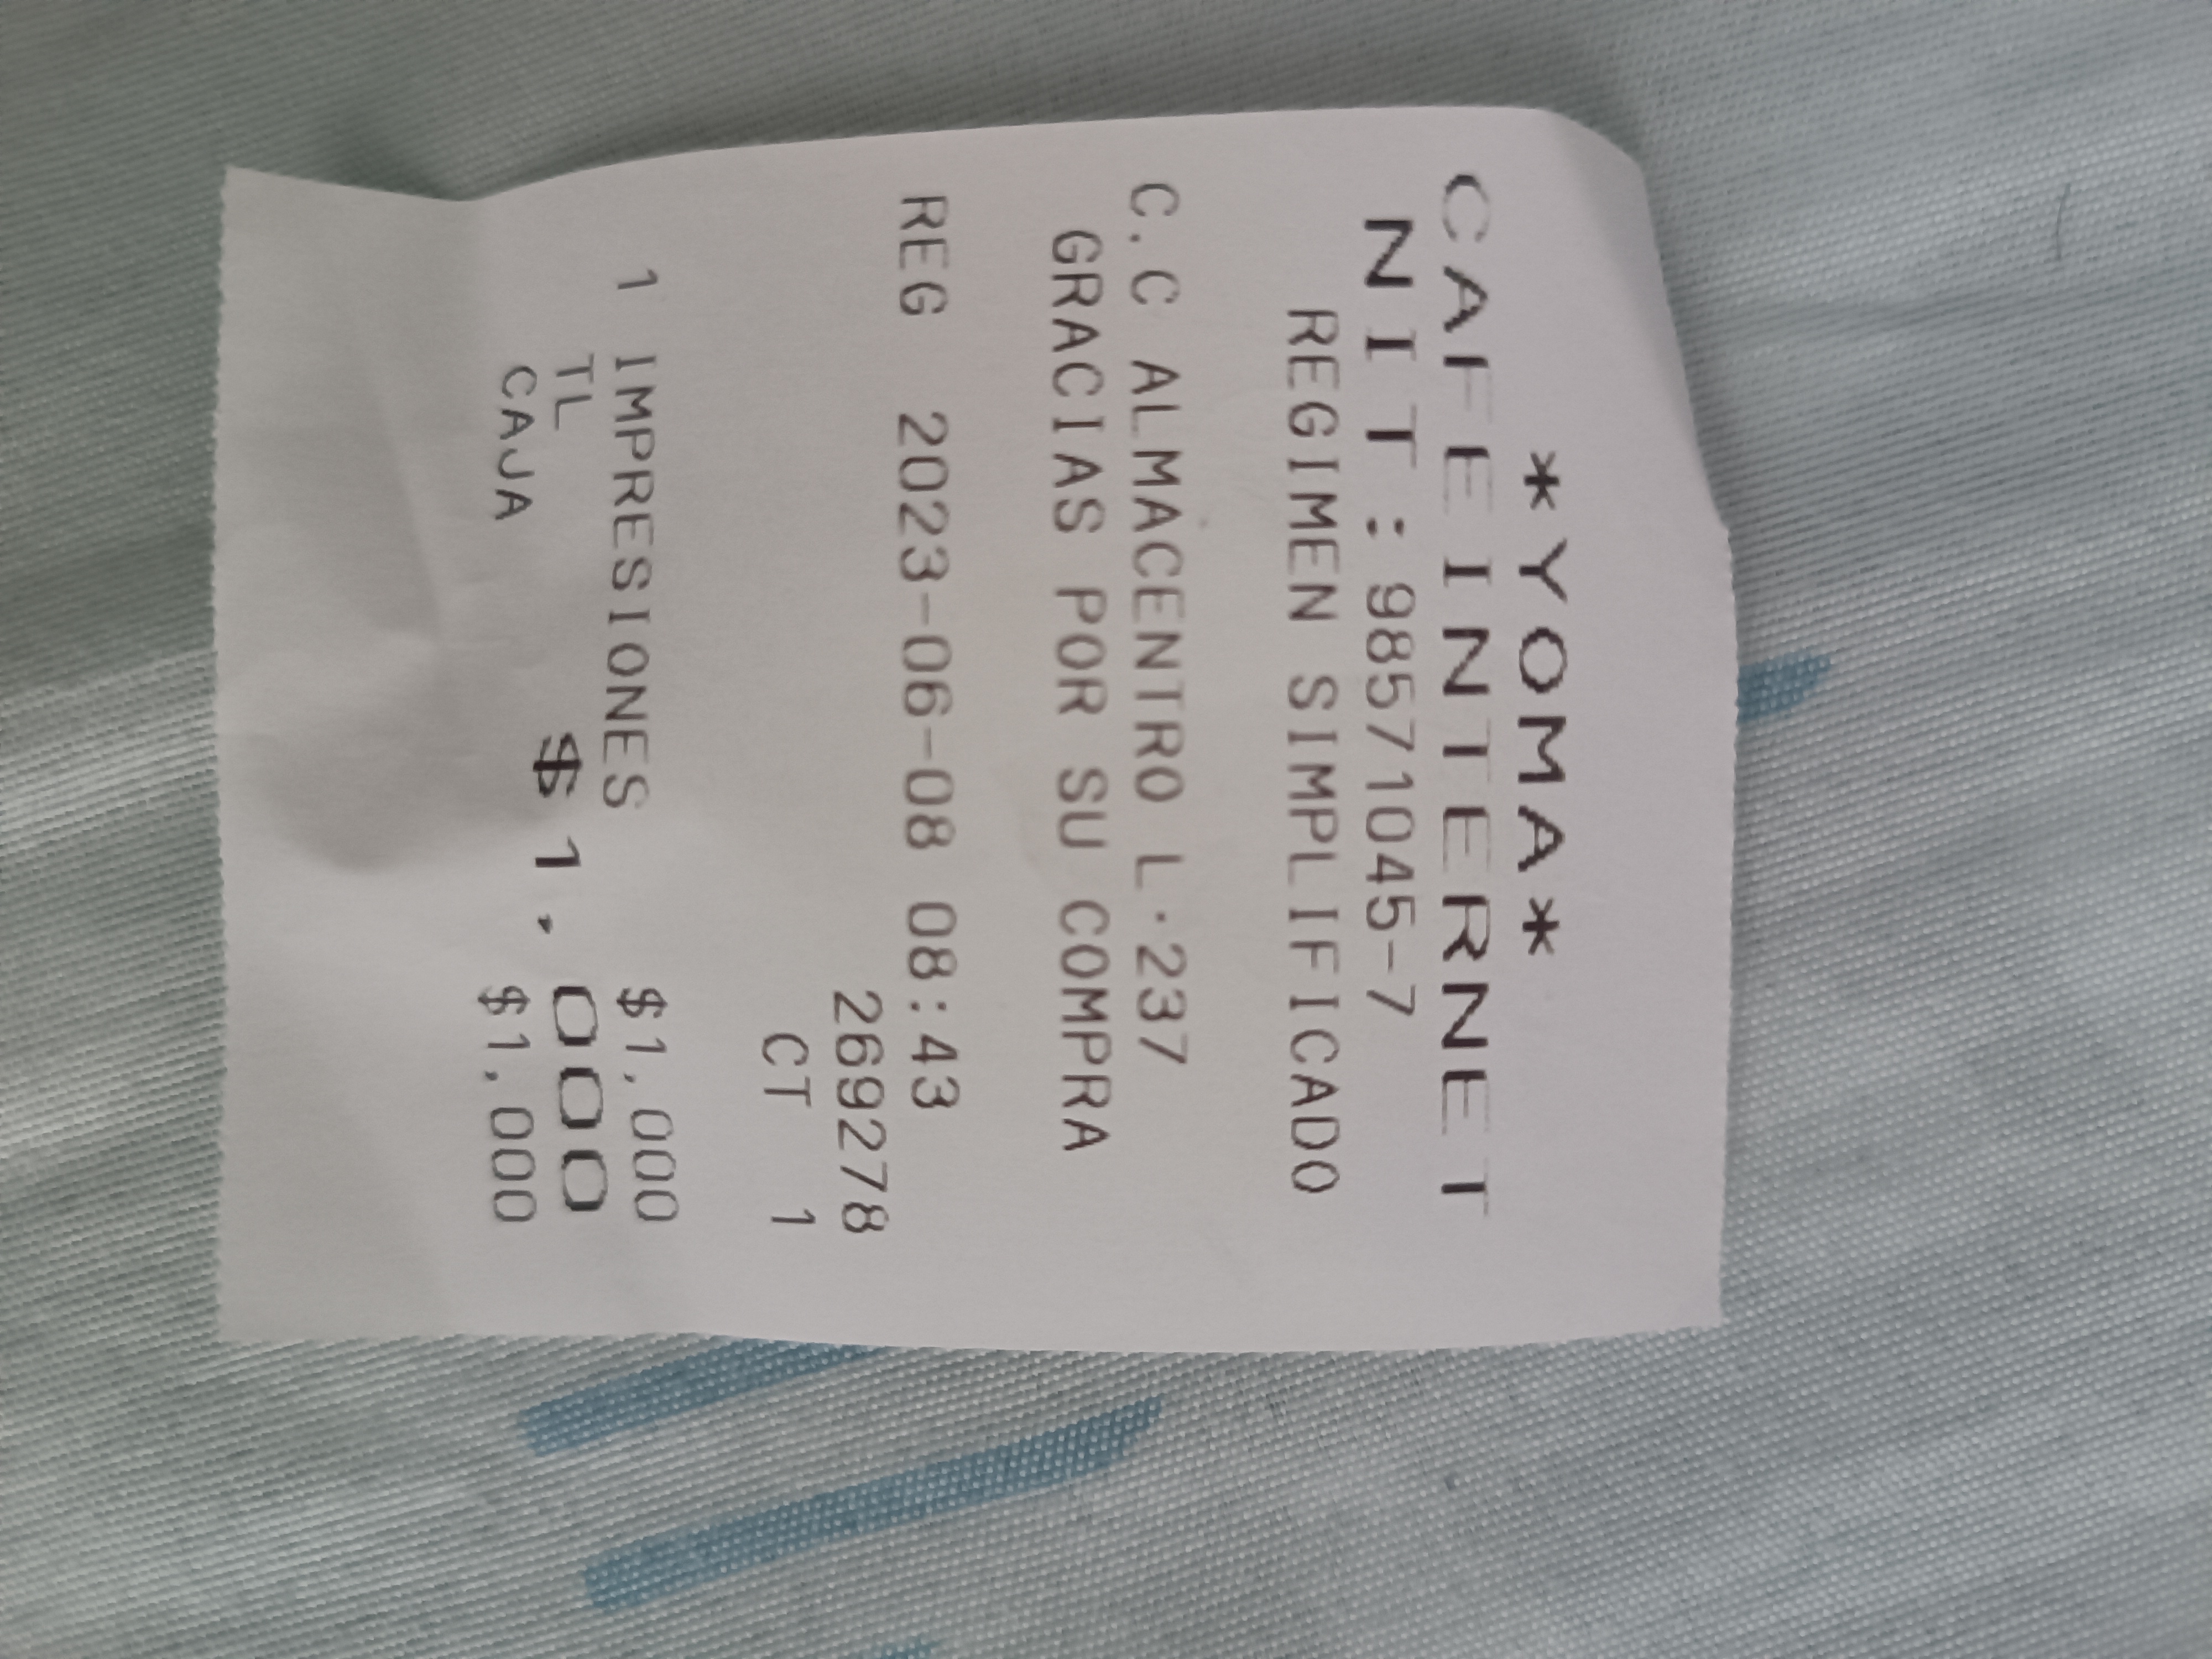 *YOMA*
CAFE INTERNET
NIT:98571045-7
REGIMEN SIMPLIFICADO
C.C ALMACENTRO L·237
GRACIAS POR SU COMPRA
REG 2023-06-08 08:43
269278
CT 1
1 IMPRESIONES $1,000
TL $1,000
CAJA $1,000